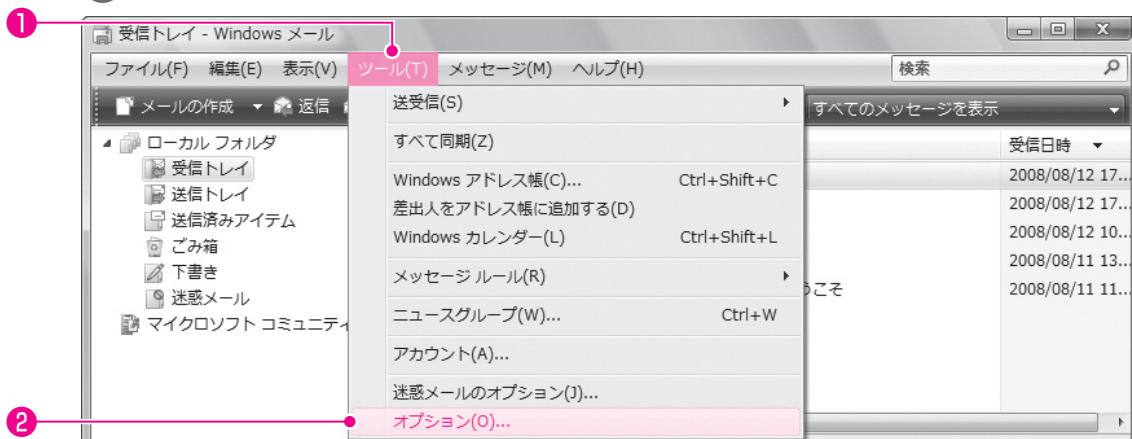 ❶
受信トレイ - Windows メール
ファイル(F) 編集(E) 表示(V) ツール(T) メッセージ(M) ヘルプ(H) 検索
メールの作成 返信 すべてのメッセージを表示
ローカル フォルダ
受信トレイ
送信トレイ
送信済みアイテム
ごみ箱
下書き
迷惑メール
マイクロソフト コミュニティ
送受信(S)
すべて同期(Z)
Windows アドレス帳(C)... Ctrl+Shift+C
差出人をアドレス帳に追加する(D)
Windows カレンダー(L) Ctrl+Shift+L
メッセージ ルール(R)
ニュースグループ(W)... Ctrl+W
アカウント(A)...
迷惑メールのオプション(J)...
❷
オプション(O)...
受信日時
2008/08/12 17...
2008/08/12 17...
2008/08/12 10...
2008/08/11 13...
うこそ 2008/08/11 11...